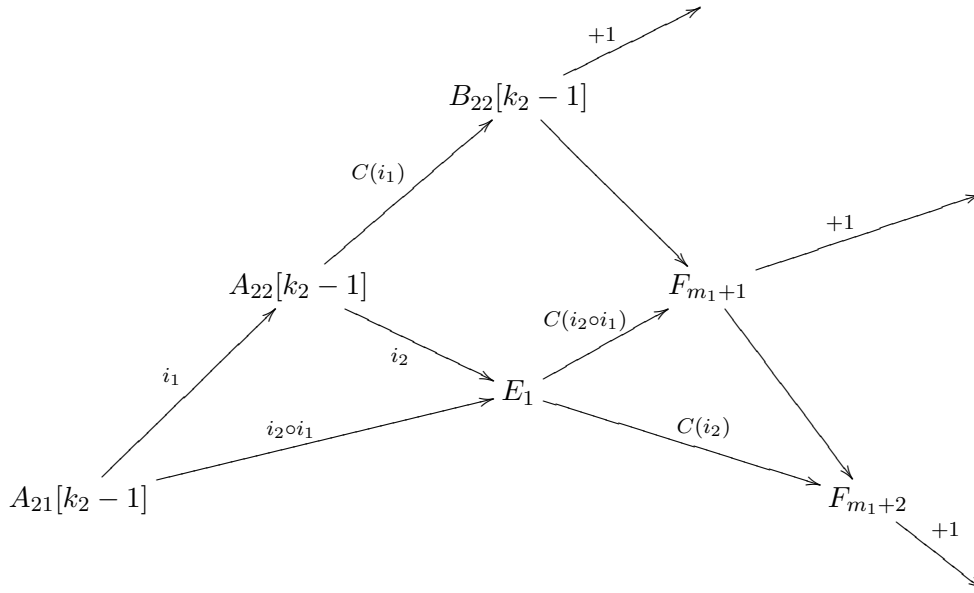 +1
B_{22}[k_2 − 1]
C(i_1)
+1
A_{22}[k_2 − 1]
F_{m_1+1}
C(i_2∘i_1)
i_2
i_1
E_1
i_2∘i_1
C(i_2)
A_{21}[k_2 − 1]
F_{m_1+2}
+1